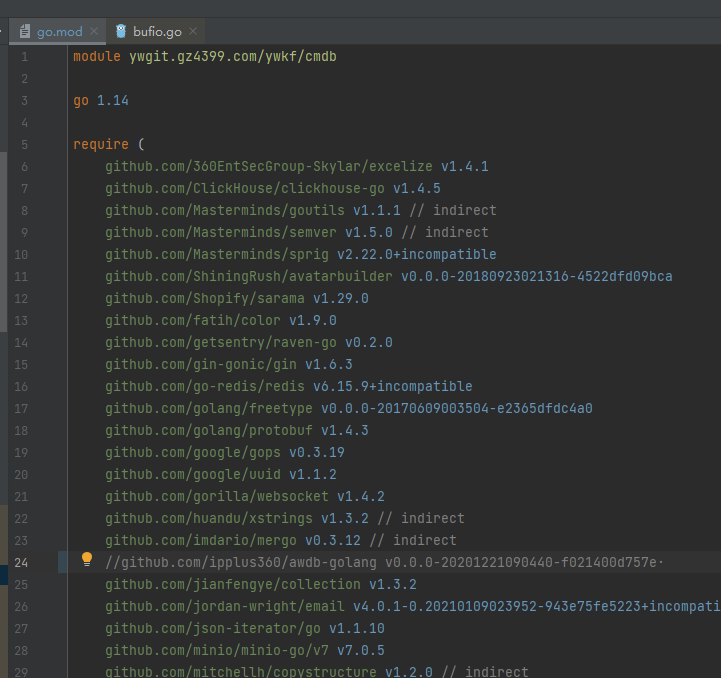 go.mod
bufio.go
1 module ywgit.gz4399.com/ywkf/cmdb
2
3 go 1.14
4
5 require (
6 github.com/360EntSecGroup-Skylar/excelize v1.4.1
7 github.com/ClickHouse/clickhouse-go v1.4.5
8 github.com/Masterminds/goutils v1.1.1 // indirect
9 github.com/Masterminds/semver v1.5.0 // indirect
10 github.com/Masterminds/sprig v2.22.0+incompatible
11 github.com/ShiningRush/avatarbuilder v0.0.0-20180923021316-4522dfd09bca
12 github.com/Shopify/sarama v1.29.0
13 github.com/fatih/color v1.9.0
14 github.com/getsentry/raven-go v0.2.0
15 github.com/gin-gonic/gin v1.6.3
16 github.com/go-redis/redis v6.15.9+incompatible
17 github.com/golang/freetype v0.0.0-20170609003504-e2365dfdc4a0
18 github.com/golang/protobuf v1.4.3
19 github.com/google/gops v0.3.19
20 github.com/google/uuid v1.1.2
21 github.com/gorilla/websocket v1.4.2
22 github.com/huandu/xstrings v1.3.2 // indirect
23 github.com/imdario/mergo v0.3.12 // indirect
24 //github.com/ipplus360/awdb-golang v0.0.0-20201221090440-f021400d757e
25 github.com/jianfengye/collection v1.3.2
26 github.com/jordan-wright/email v4.0.1-0.20210109023952-943e75fe5223+incompati
27 github.com/json-iterator/go v1.1.10
28 github.com/minio/minio-go/v7 v7.0.5
29 github.com/mitchellh/copystructure v1.2.0 // indirect